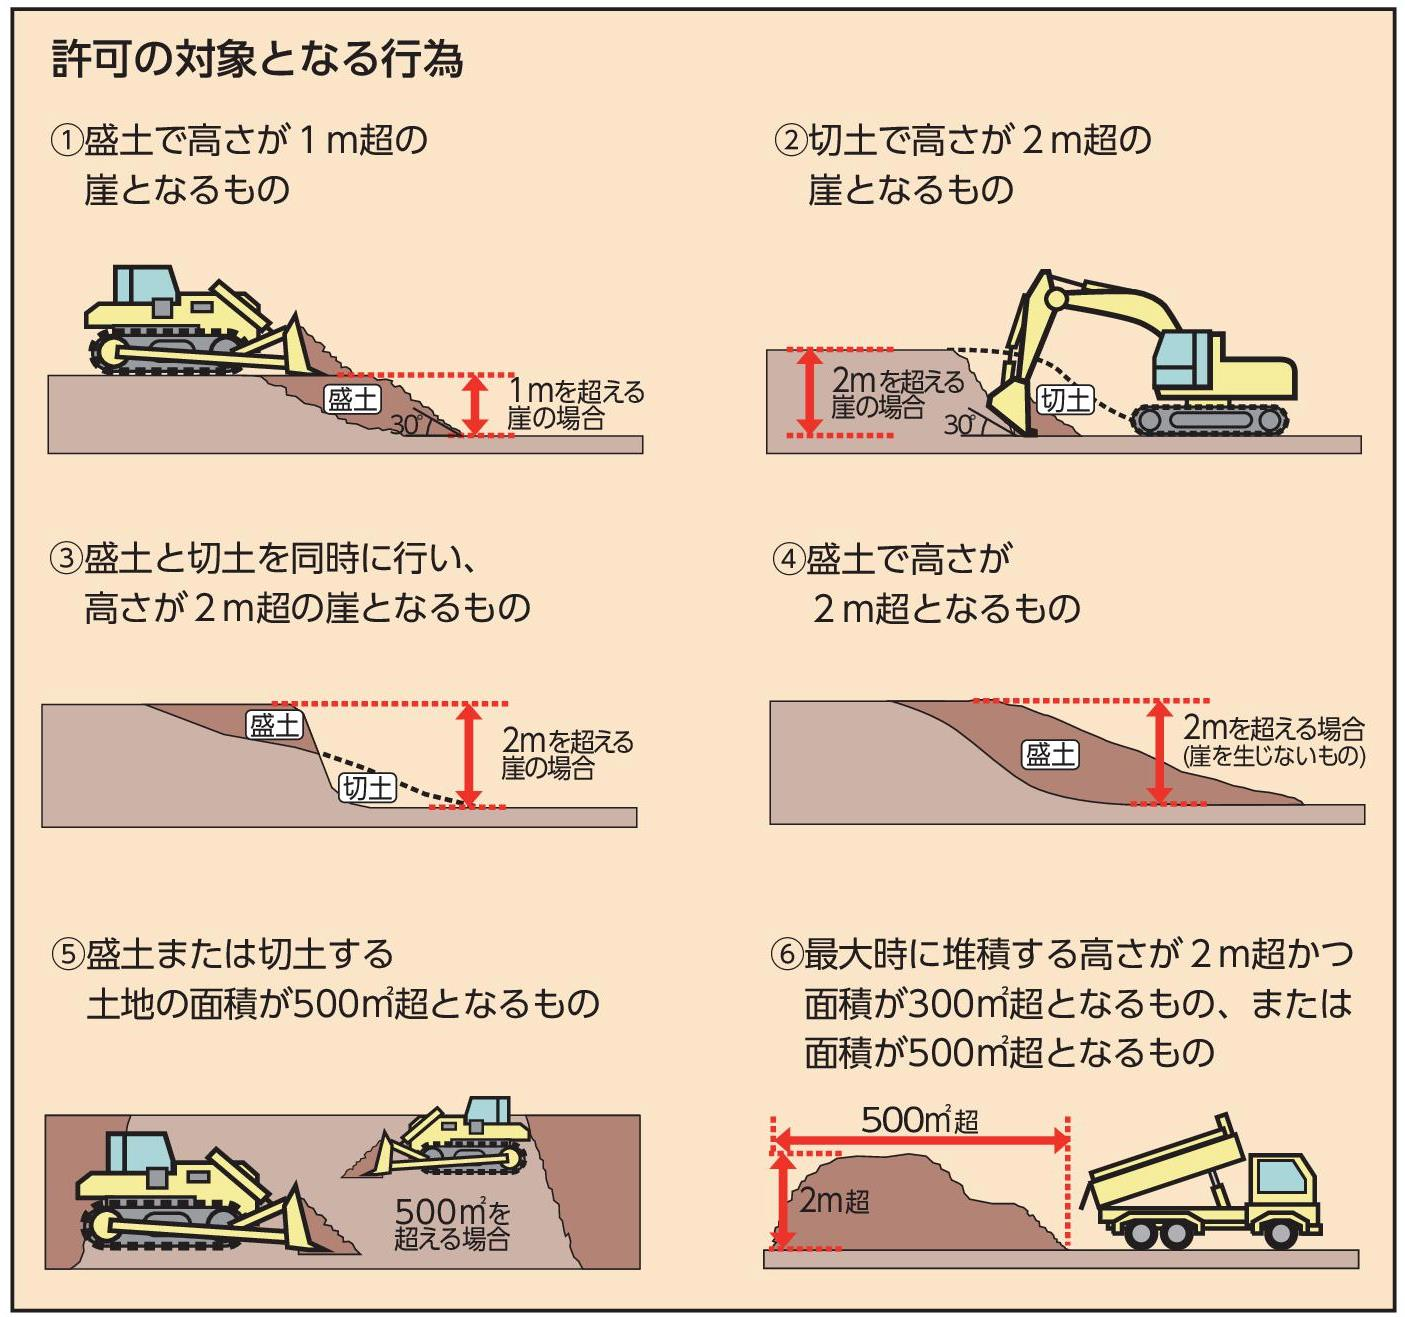 許可の対象となる行為
①盛土で高さが1m超の
崖となるもの
盛土
30°
1mを超える
崖の場合
②切土で高さが2m超の
崖となるもの
2mを超える
崖の場合
30°
切土
③盛土と切土を同時に行い、
高さが2m超の崖となるもの
盛土
切土
2mを超える
崖の場合
④盛土で高さが
2m超となるもの
盛土
2mを超える場合
(崖を生じないもの)
⑤盛土または切土する
土地の面積が500㎡超となるもの
500㎡を
超える場合
⑥最大時に堆積する高さが2m超かつ
面積が300㎡超となるもの、または
面積が500㎡超となるもの
500㎡超
2m超